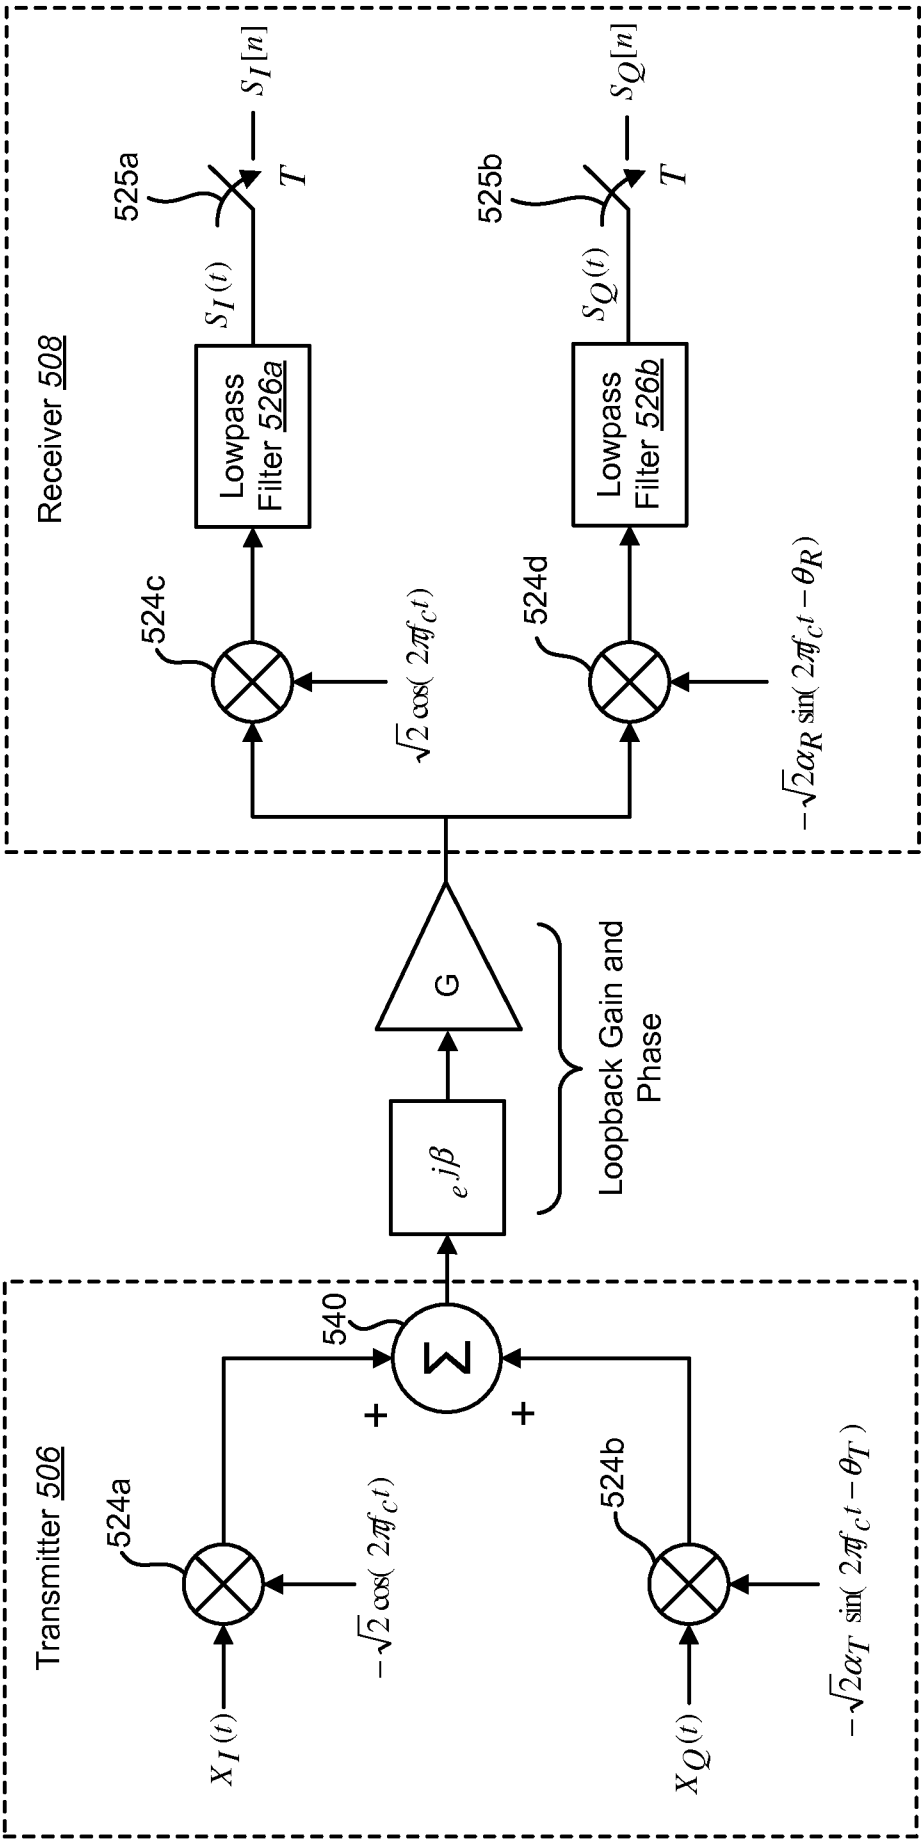 Transmitter 506
524a
X_I(t)
−√2 cos( 2πf_c t)
540
+
Σ
+
524b
X_Q(t)
−√2α_T sin( 2πf_c t − θ_T)
e^{jβ}
G
Loopback Gain and
Phase
Receiver 508
524c
√2 cos( 2πf_c t)
Lowpass
Filter 526a
S_I(t)
525a
T
S_I[n]
524d
−√2α_R sin( 2πf_c t − θ_R)
Lowpass
Filter 526b
S_Q(t)
525b
T
S_Q[n]